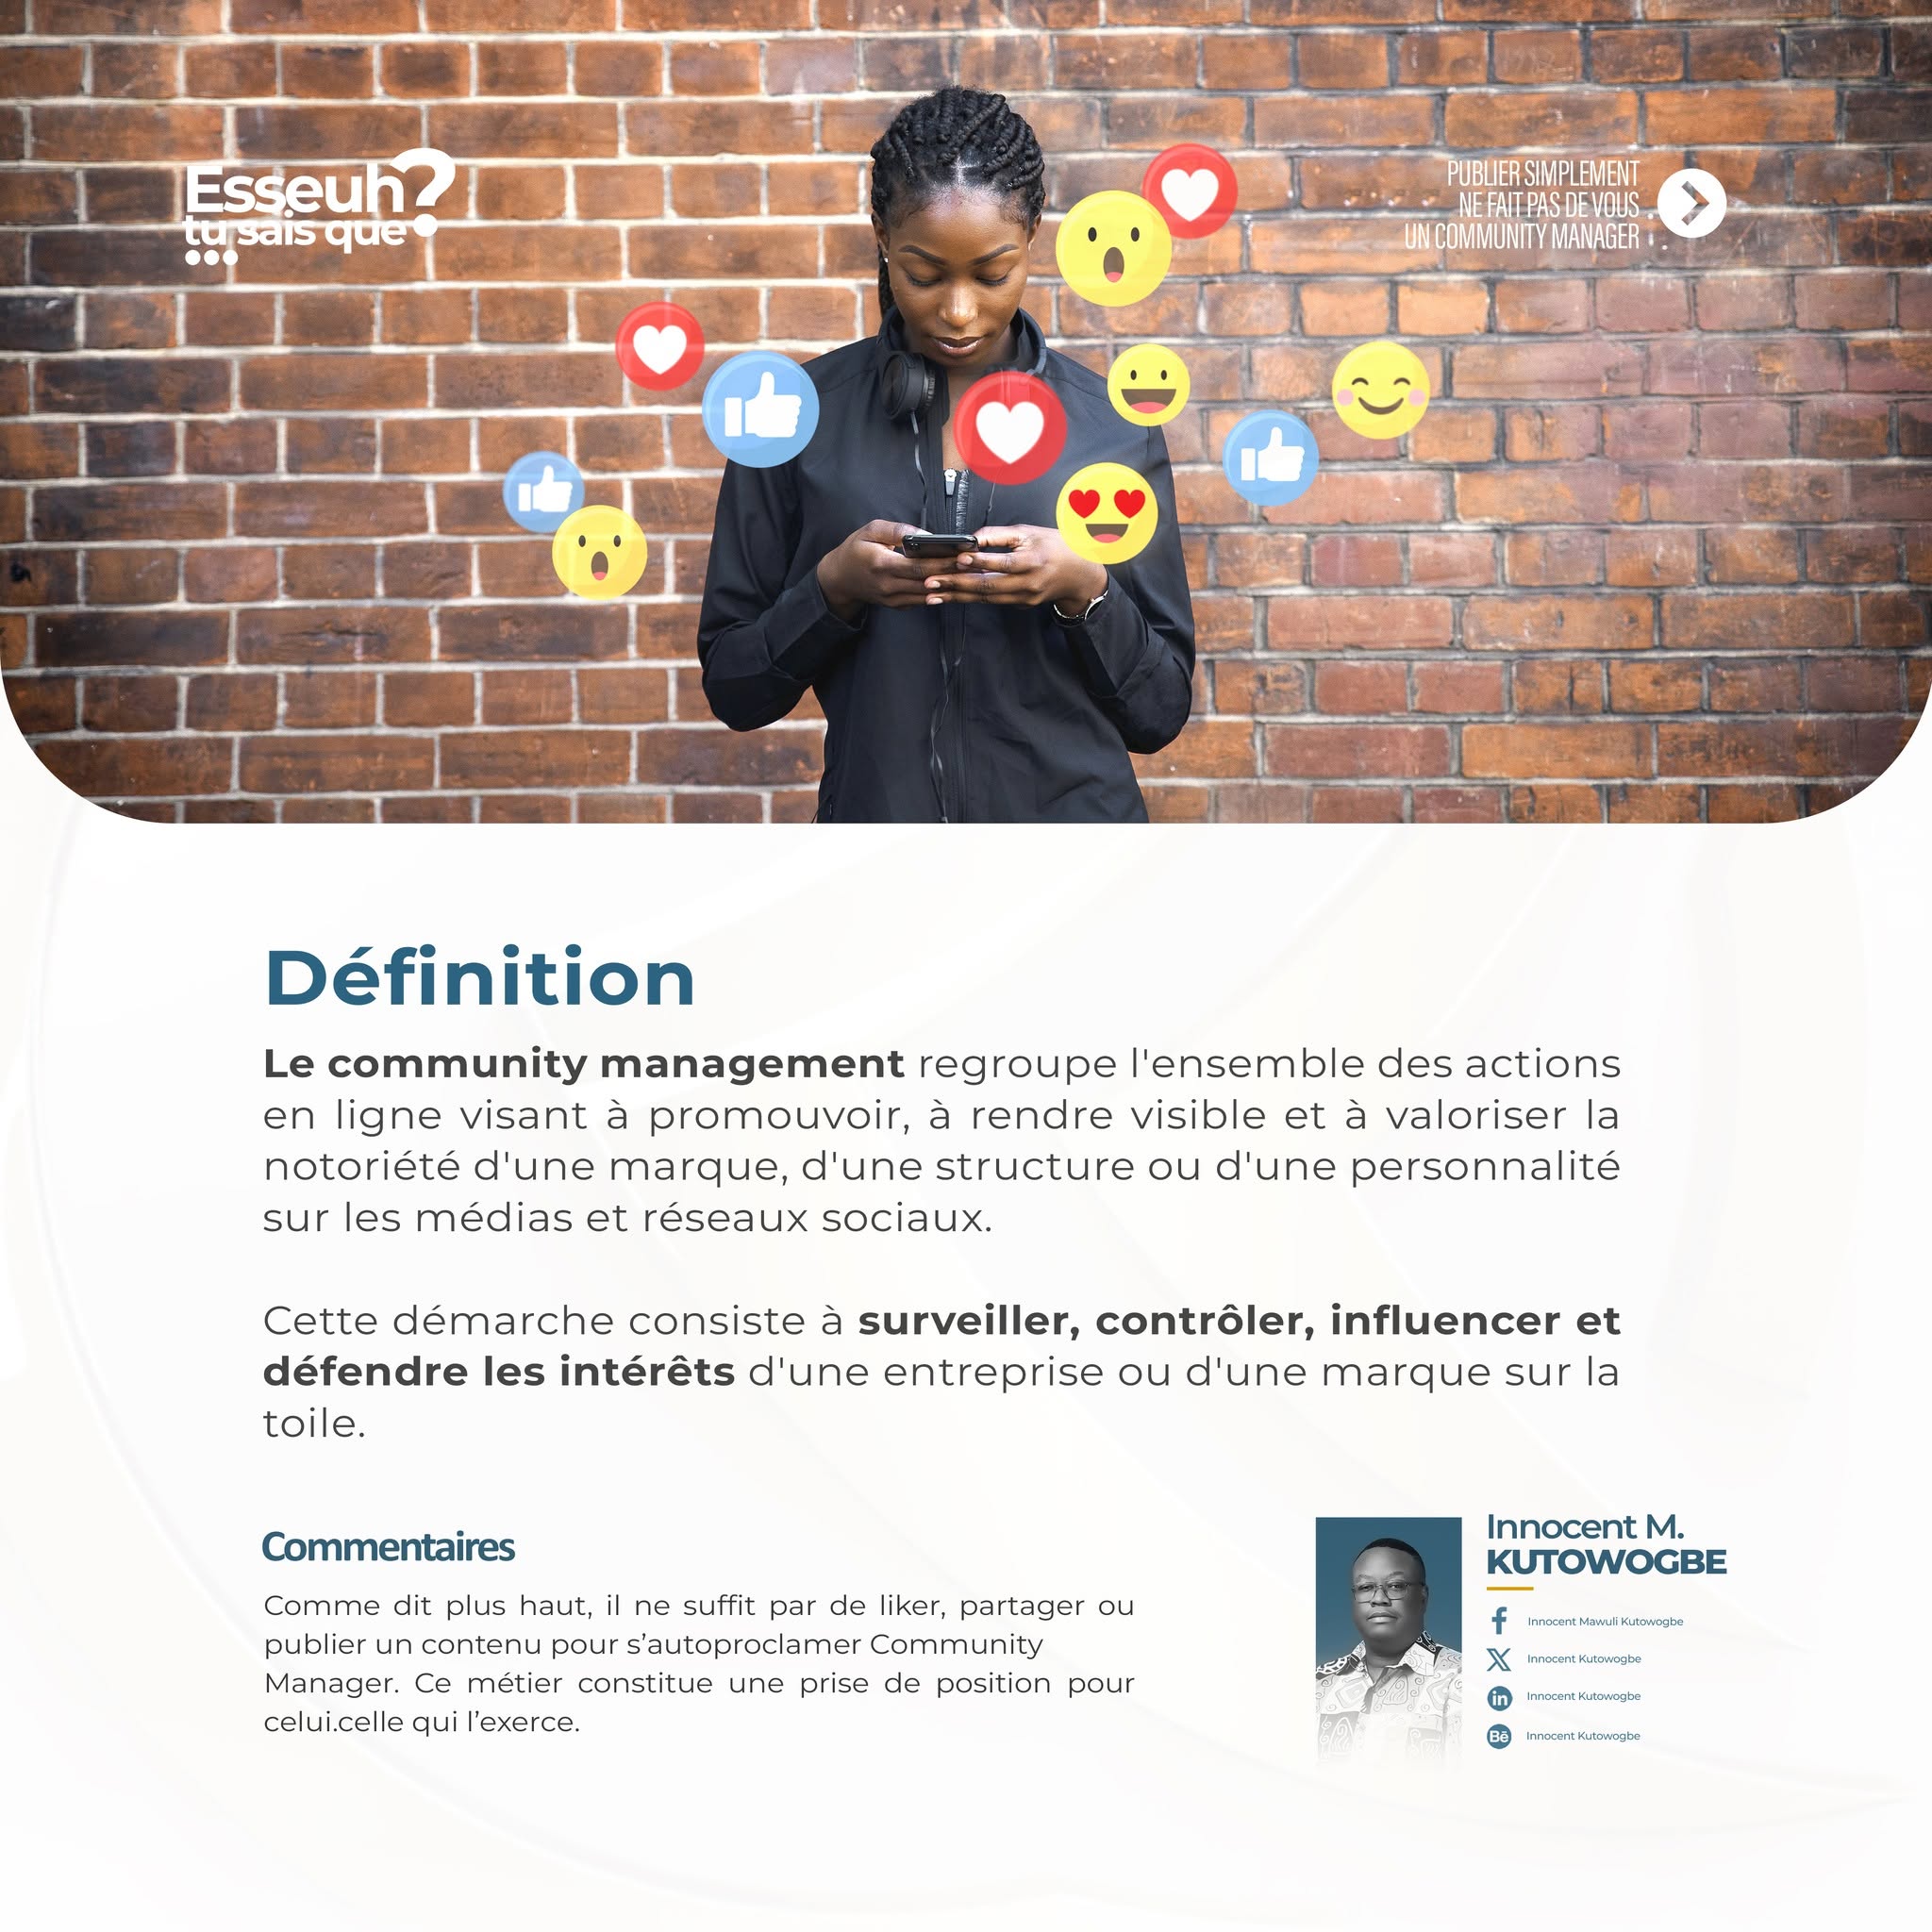 Esseuh?
tu sais que
...
PUBLIER SIMPLEMENT
NE FAIT PAS DE VOUS
UN COMMUNITY MANAGER
Définition
Le community management regroupe l'ensemble des actions
en ligne visant à promouvoir, à rendre visible et à valoriser la
notoriété d'une marque, d'une structure ou d'une personnalité
sur les médias et réseaux sociaux.
Cette démarche consiste à surveiller, contrôler, influencer et
défendre les intérêts d'une entreprise ou d'une marque sur la
toile.
Commentaires
Comme dit plus haut, il ne suffit par de liker, partager ou
publier un contenu pour s’autoproclamer Community
Manager. Ce métier constitue une prise de position pour
celui.celle qui l’exerce.
Innocent M.
KUTOWOGBE
Innocent Mawuli Kutowogbe
Innocent Kutowogbe
in Innocent Kutowogbe
Bē Innocent Kutowogbe